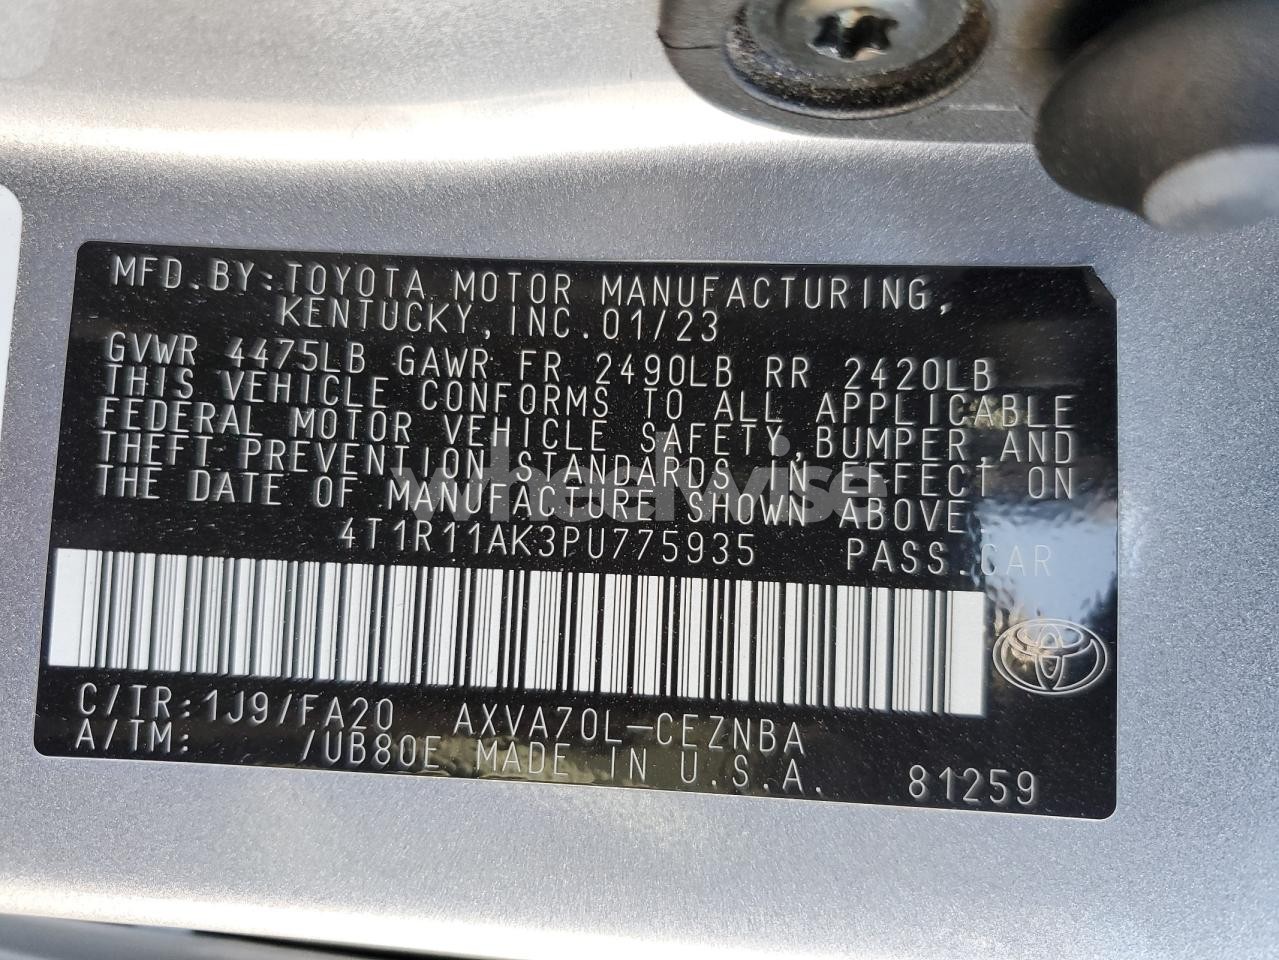 MFD.BY:TOYOTA MOTOR MANUFACTURING,
KENTUCKY,INC.01/23
GVWR 4475LB GAWR FR 2490LB RR 2420LB
THIS VEHICLE CONFORMS TO ALL APPLICABLE
FEDERAL MOTOR VEHICLE SAFETY,BUMPER,AND
THEFT PREVENTION STANDARDS IN EFFECT ON
THE DATE OF MANUFACTURE SHOWN ABOVE.
wheelwise
4T1R11AK3PU775935 PASS.CAR
C/TR:1J9/FA20 AXVA70L-CEZNBA
A/TM: /UB80E MADE IN U.S.A. 81259